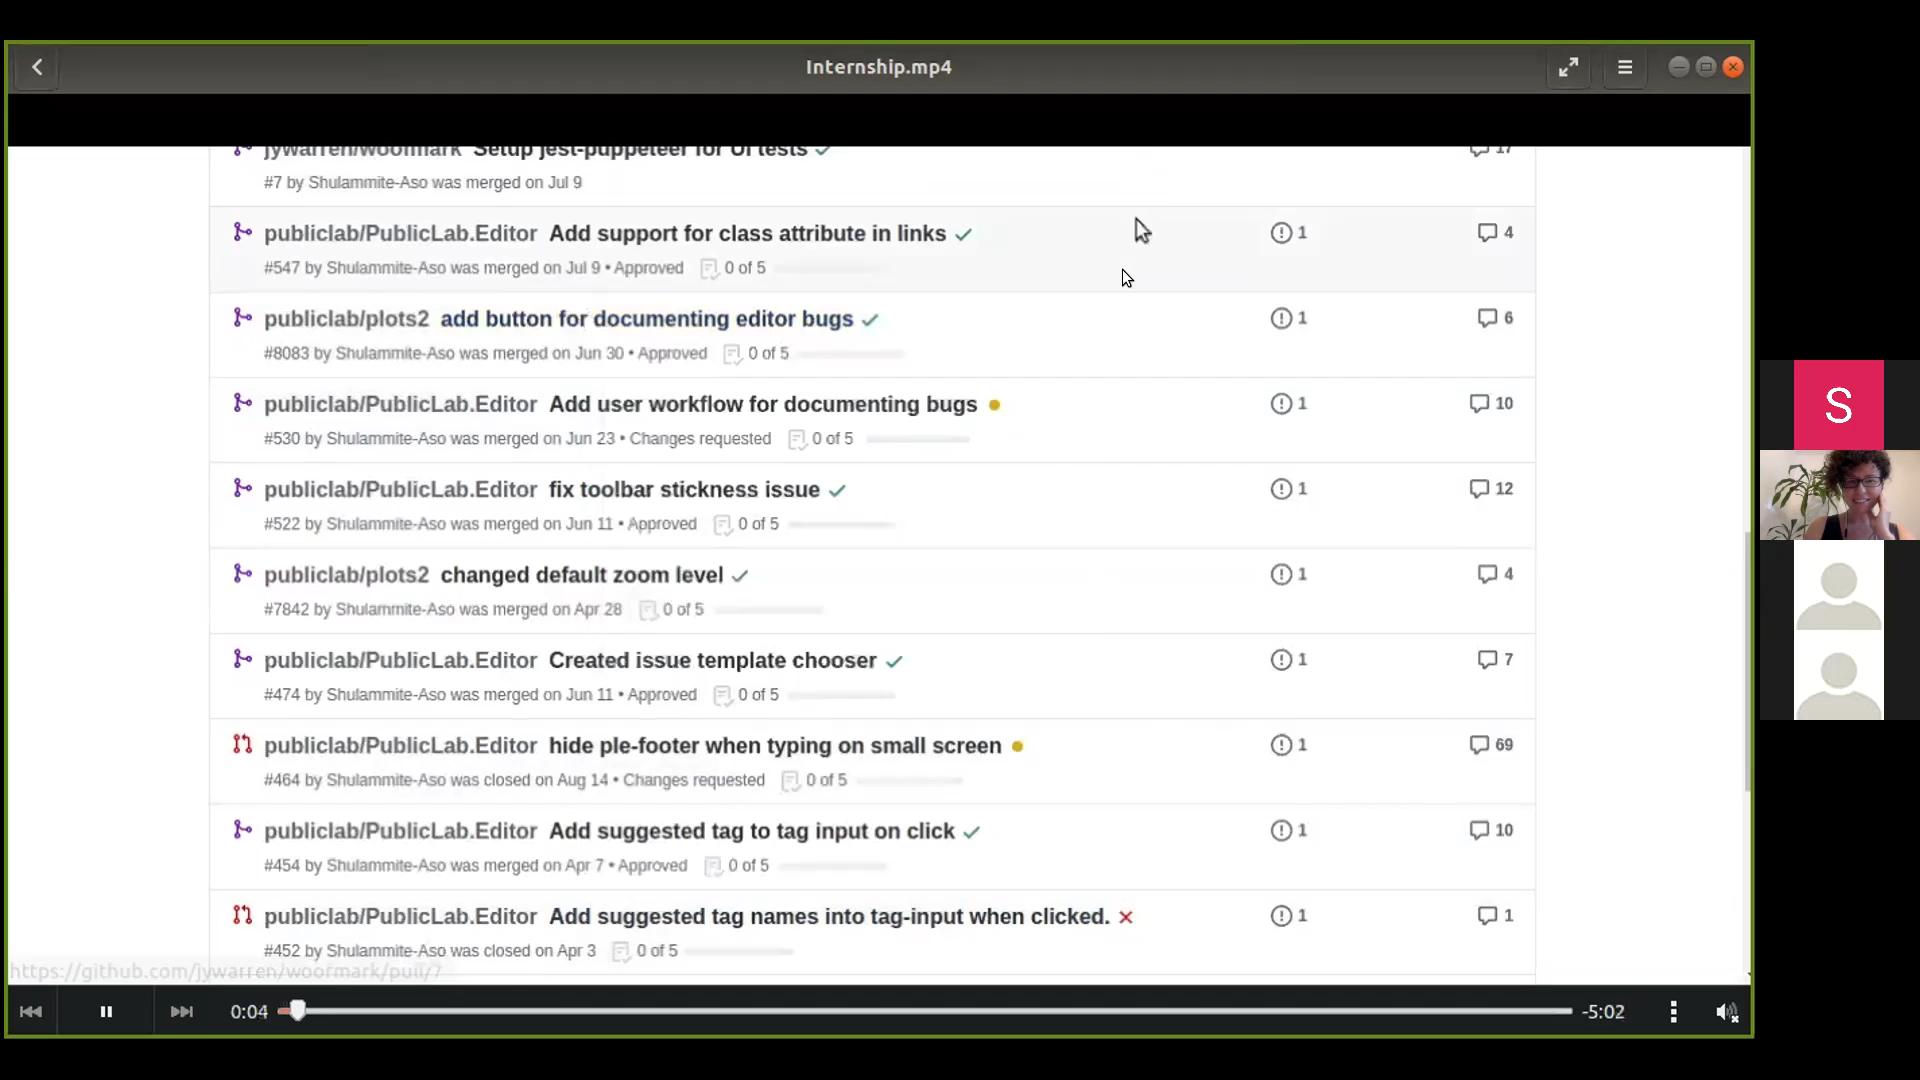 Internship.mp4
jywarren/woofmark Setup jest-puppeteer for UI tests 17
#7 by Shulammite-Aso was merged on Jul 9
publiclab/PublicLab.Editor Add support for class attribute in links 1 4
#547 by Shulammite-Aso was merged on Jul 9 • Approved 0 of 5
publiclab/plots2 add button for documenting editor bugs 1 6
#8083 by Shulammite-Aso was merged on Jun 30 • Approved 0 of 5
publiclab/PublicLab.Editor Add user workflow for documenting bugs 1 10
#530 by Shulammite-Aso was merged on Jun 23 • Changes requested 0 of 5
publiclab/PublicLab.Editor fix toolbar stickness issue 1 12
#522 by Shulammite-Aso was merged on Jun 11 • Approved 0 of 5
publiclab/plots2 changed default zoom level 1 4
#7842 by Shulammite-Aso was merged on Apr 28 0 of 5
publiclab/PublicLab.Editor Created issue template chooser 1 7
#474 by Shulammite-Aso was merged on Jun 11 • Approved 0 of 5
publiclab/PublicLab.Editor hide ple-footer when typing on small screen 1 69
#464 by Shulammite-Aso was closed on Aug 14 • Changes requested 0 of 5
publiclab/PublicLab.Editor Add suggested tag to tag input on click 1 10
#454 by Shulammite-Aso was merged on Apr 7 • Approved 0 of 5
publiclab/PublicLab.Editor Add suggested tag names into tag-input when clicked. 1 1
#452 by Shulammite-Aso was closed on Apr 3 0 of 5
https://github.com/jywarren/woofmark/pull/7
0:04 -5:02
S